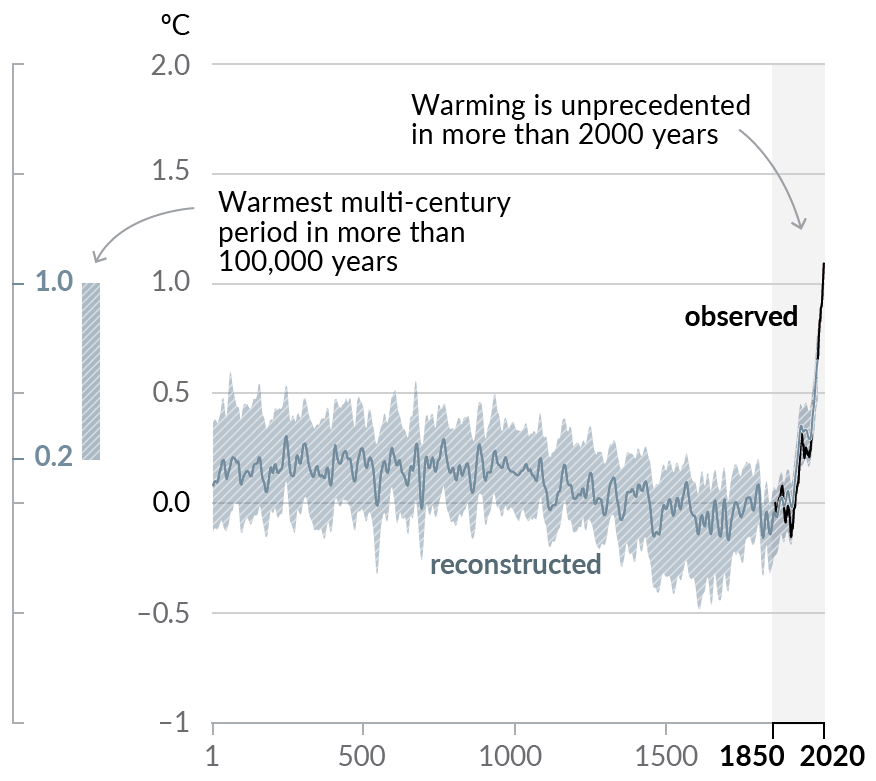 ºC
2.0
Warming is unprecedented
in more than 2000 years
1.5
Warmest multi-century
period in more than
100,000 years
1.0
1.0
observed
0.5
0.2
0.0
reconstructed
−0.5
−1
1
500
1000
1500
1850
2020